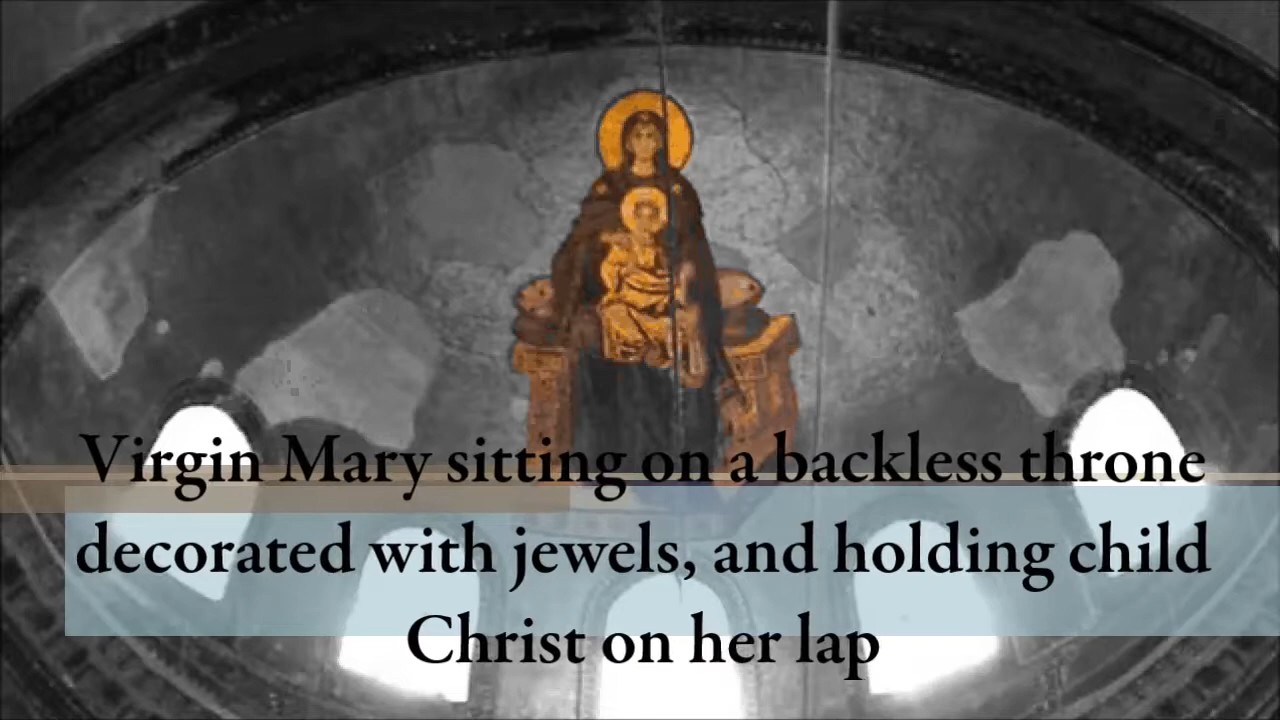 Virgin Mary sitting on a backless throne
decorated with jewels, and holding child
Christ on her lap